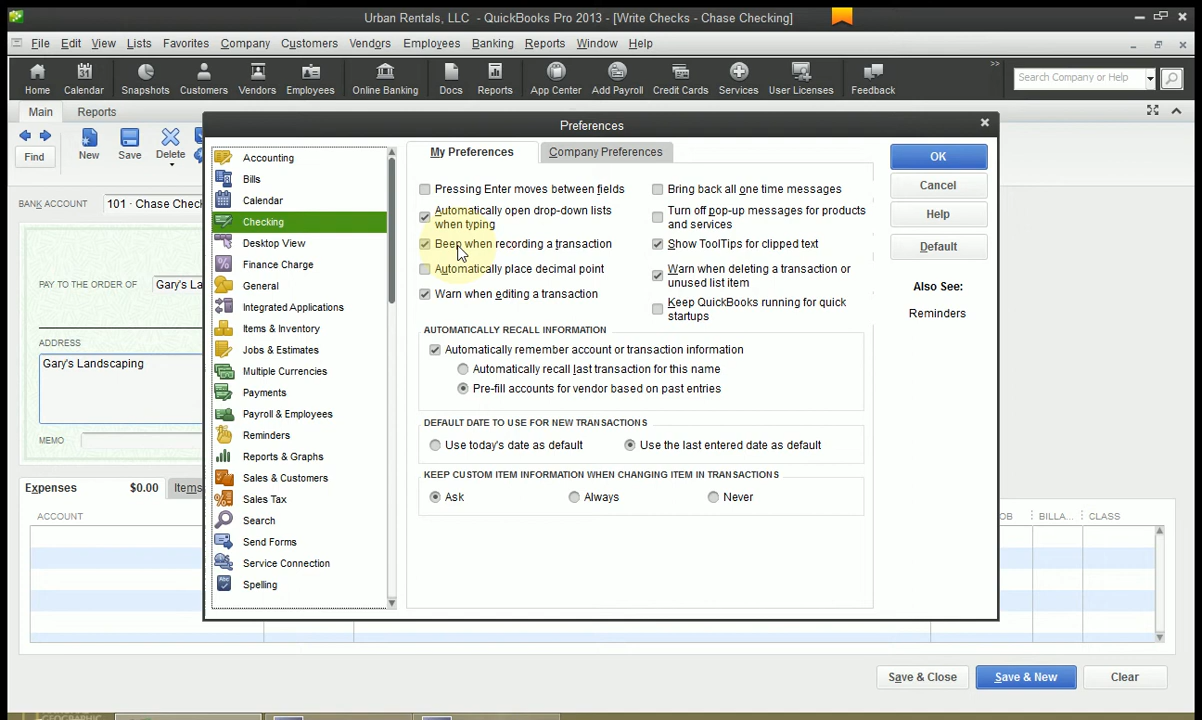 Urban Rentals, LLC - QuickBooks Pro 2013 - [Write Checks - Chase Checking]
File Edit View Lists Favorites Company Customers Vendors Employees Banking Reports Window Help
31
Home Calendar Snapshots Customers Vendors Employees Online Banking Docs Reports App Center Add Payroll Credit Cards Services User Licenses Feedback
Search Company or Help
Main Reports
Preferences
Find New Save Delete
BANK ACCOUNT 101 · Chase Check
PAY TO THE ORDER OF Gary's La
ADDRESS
Gary's Landscaping
MEMO
Expenses $0.00 Items
ACCOUNT
OB BILLA... CLASS
Accounting
Bills
Calendar
Checking
Desktop View
Finance Charge
General
Integrated Applications
Items & Inventory
Jobs & Estimates
Multiple Currencies
Payments
Payroll & Employees
Reminders
Reports & Graphs
Sales & Customers
Sales Tax
Search
Send Forms
Service Connection
Spelling
My Preferences Company Preferences
Pressing Enter moves between fields
Automatically open drop-down lists
when typing
Beep when recording a transaction
Automatically place decimal point
Warn when editing a transaction
Bring back all one time messages
Turn off pop-up messages for products
and services
Show ToolTips for clipped text
Warn when deleting a transaction or
unused list item
Keep QuickBooks running for quick
startups
AUTOMATICALLY RECALL INFORMATION
Automatically remember account or transaction information
Automatically recall last transaction for this name
Pre-fill accounts for vendor based on past entries
DEFAULT DATE TO USE FOR NEW TRANSACTIONS
Use today's date as default Use the last entered date as default
KEEP CUSTOM ITEM INFORMATION WHEN CHANGING ITEM IN TRANSACTIONS
Ask Always Never
OK
Cancel
Help
Default
Also See:
Reminders
Save & Close Save & New Clear